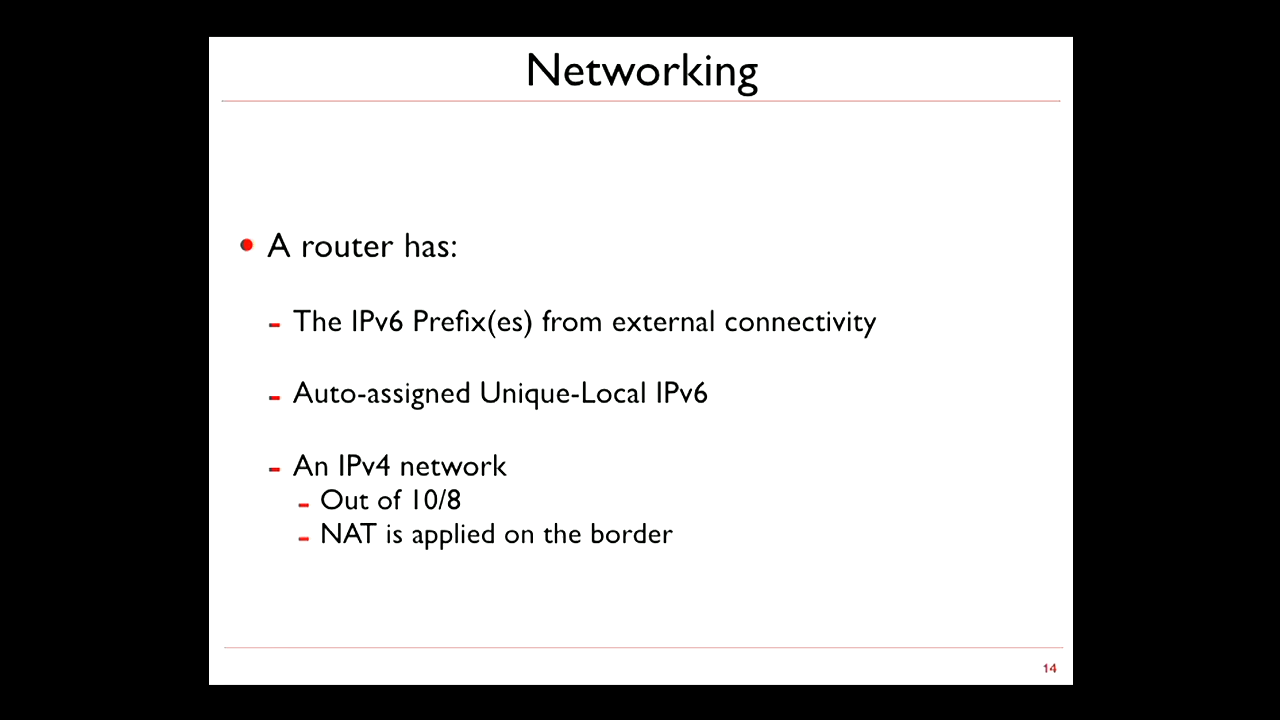 Networking
• A router has:
- The IPv6 Prefix(es) from external connectivity
- Auto-assigned Unique-Local IPv6
- An IPv4 network
- Out of 10/8
- NAT is applied on the border
14